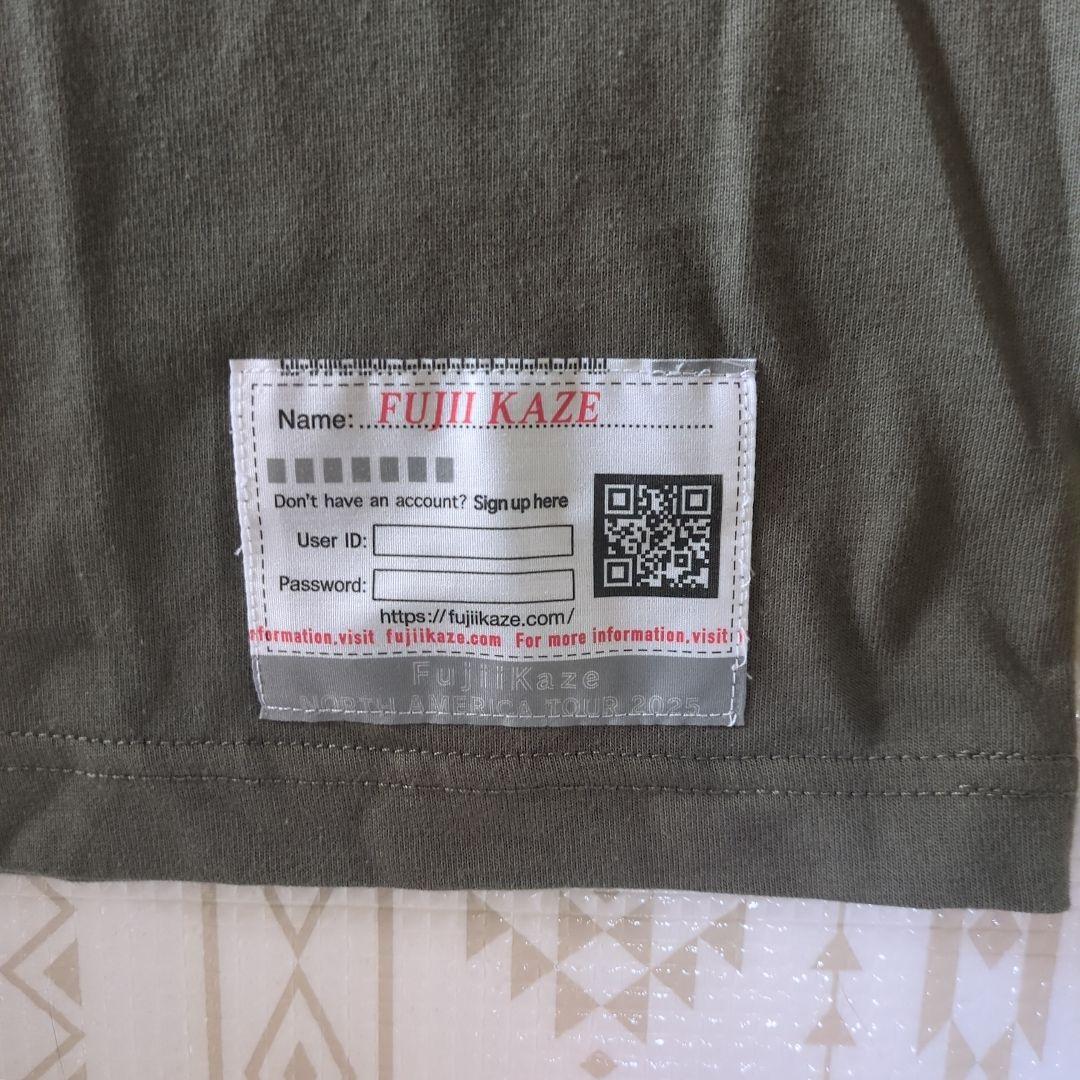 Name: FUJII KAZE
Don't have an account? Sign up here
User ID:
Password:
https://fujiikaze.com/
formation,visit fujiikaze.com For more information,visit
FujiiKaze
NORTH AMERICA TOUR 2025